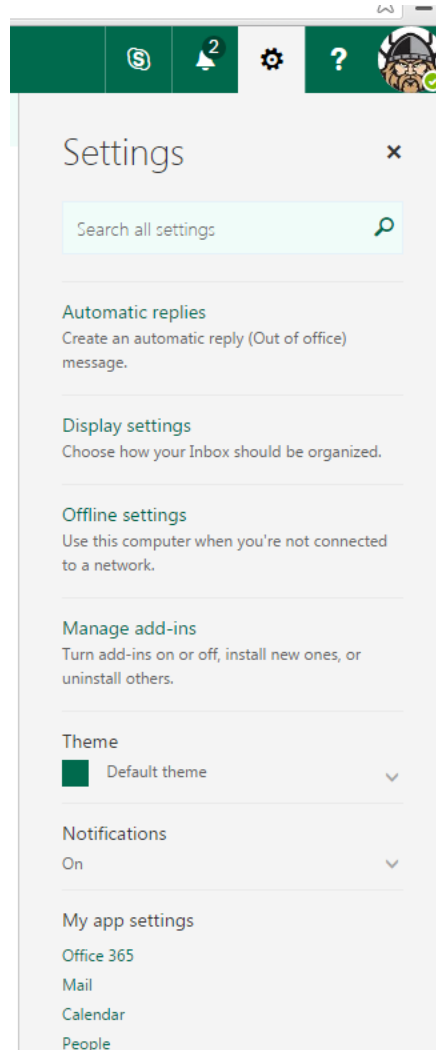 2
?
Settings ×
Search all settings
Automatic replies
Create an automatic reply (Out of office)
message.
Display settings
Choose how your Inbox should be organized.
Offline settings
Use this computer when you're not connected
to a network.
Manage add-ins
Turn add-ins on or off, install new ones, or
uninstall others.
Theme
Default theme
Notifications
On
My app settings
Office 365
Mail
Calendar
People